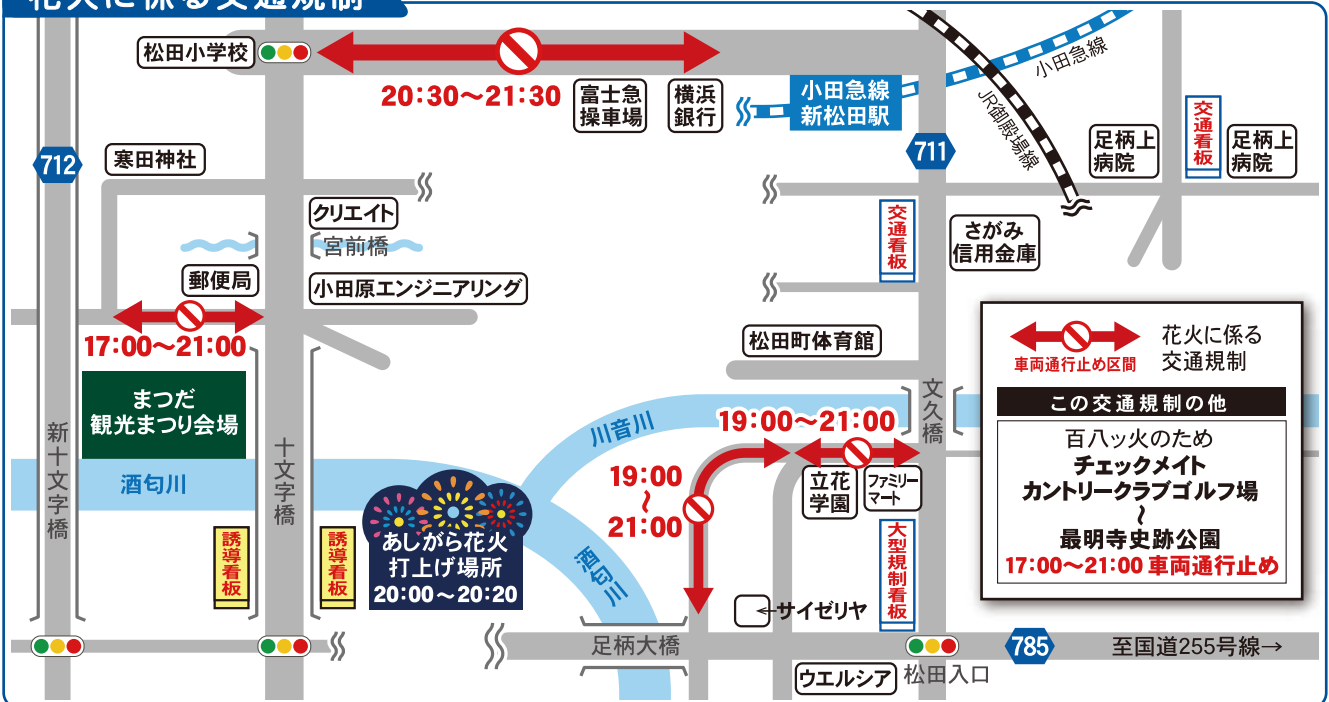 花火に係る交通規制
松田小学校
20:30〜21:30
富士急
操車場
横浜
銀行
小田急線
新松田駅
小田急線
JR御殿場線
712
寒田神社
711
足柄上
病院
交通看板
足柄上
病院
クリエイト
宮前橋
交通看板
さがみ
信用金庫
郵便局
小田原エンジニアリング
17:00〜21:00
まつだ
観光まつり会場
松田町体育館
文久橋
車両通行止め区間
花火に係る
交通規制
この交通規制の他
百八ッ火のため
チェックメイト
カントリークラブゴルフ場
〜
最明寺史跡公園
17:00〜21:00 車両通行止め
新十文字橋
十文字橋
酒匂川
川音川
19:00〜21:00
19:00
〜
21:00
立花
学園
ファミリー
マート
誘導看板
誘導看板
あしがら花火
打上げ場所
20:00〜20:20
酒匂川
大型規制看板
サイゼリヤ
足柄大橋
785
至国道255号線→
ウエルシア
松田入口